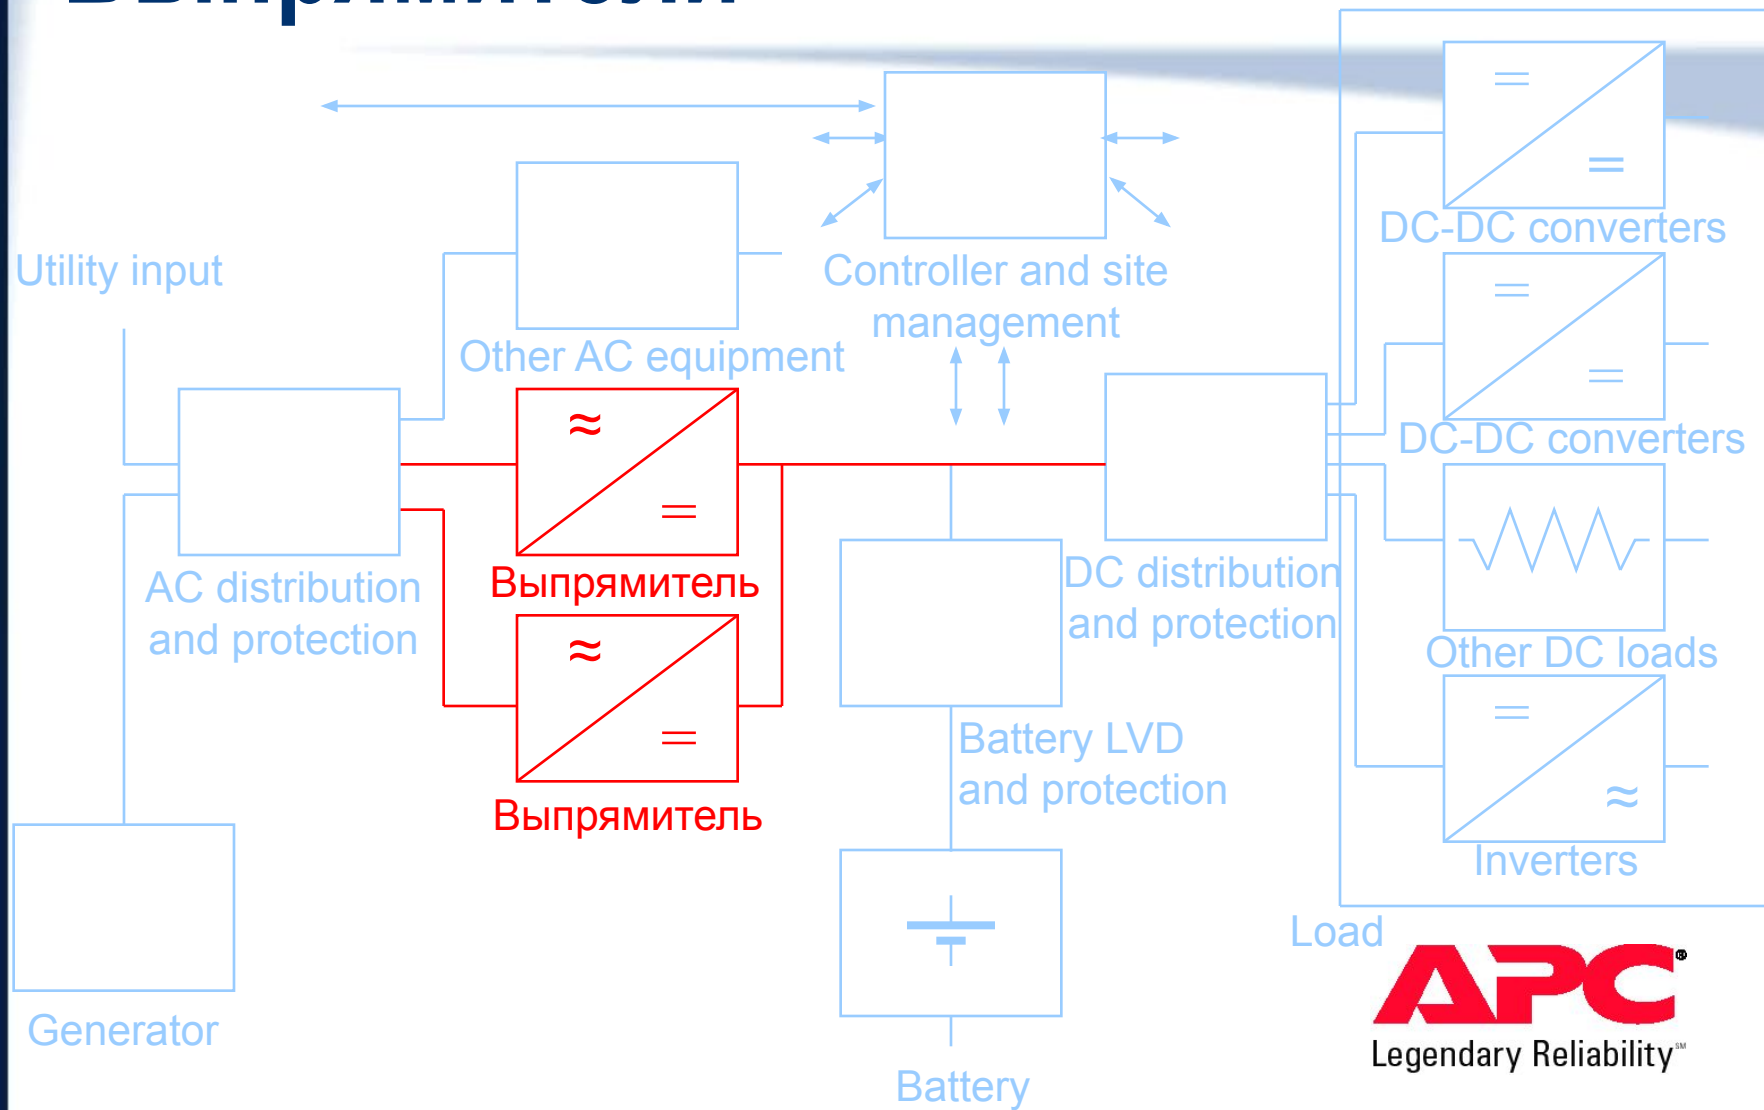 Выпрямители
DC-DC converters
Utility input
Controller and site
management
Other AC equipment
DC-DC converters
AC distribution
and protection
Выпрямитель
DC distribution
and protection
Other DC loads
Battery LVD
and protection
Выпрямитель
Inverters
Load
Generator
Battery
APC®
Legendary Reliability℠